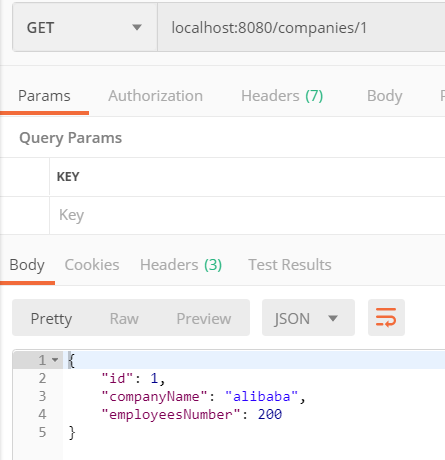 GET localhost:8080/companies/1
Params Authorization Headers (7) Body
Query Params
KEY
Key
Body Cookies Headers (3) Test Results
Pretty Raw Preview JSON
1 {
2 "id": 1,
3 "companyName": "alibaba",
4 "employeesNumber": 200
5 }